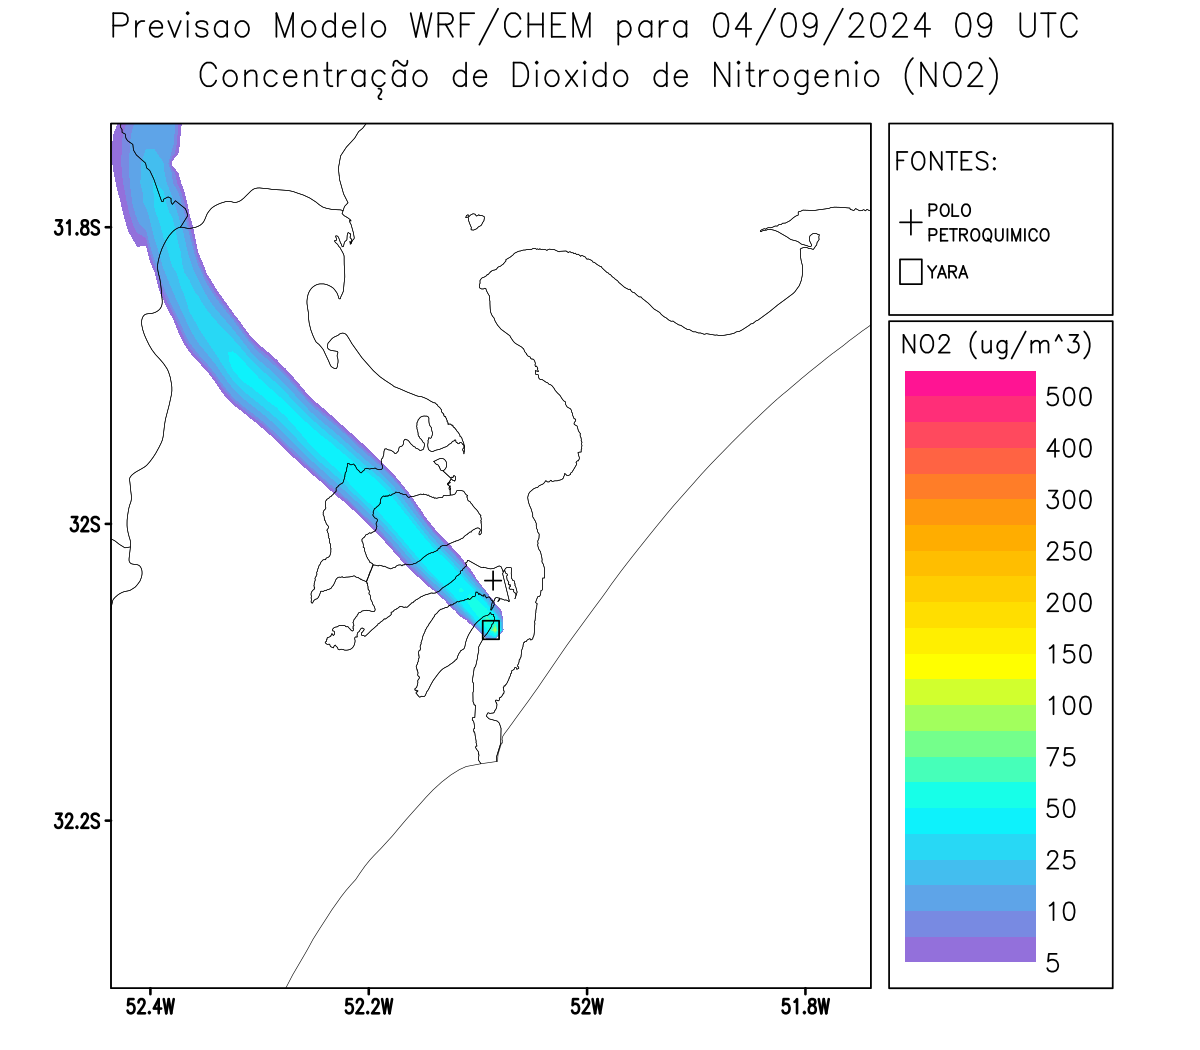 Previsao Modelo WRF/CHEM para 04/09/2024 09 UTC
Concentração de Dioxido de Nitrogenio (NO2)
FONTES:
POLO
PETROQUIMICO
YARA
NO2 (ug/m^3)
500
400
300
250
200
150
100
75
50
25
10
5
31.8S
32S
32.2S
52.4W
52.2W
52W
51.8W